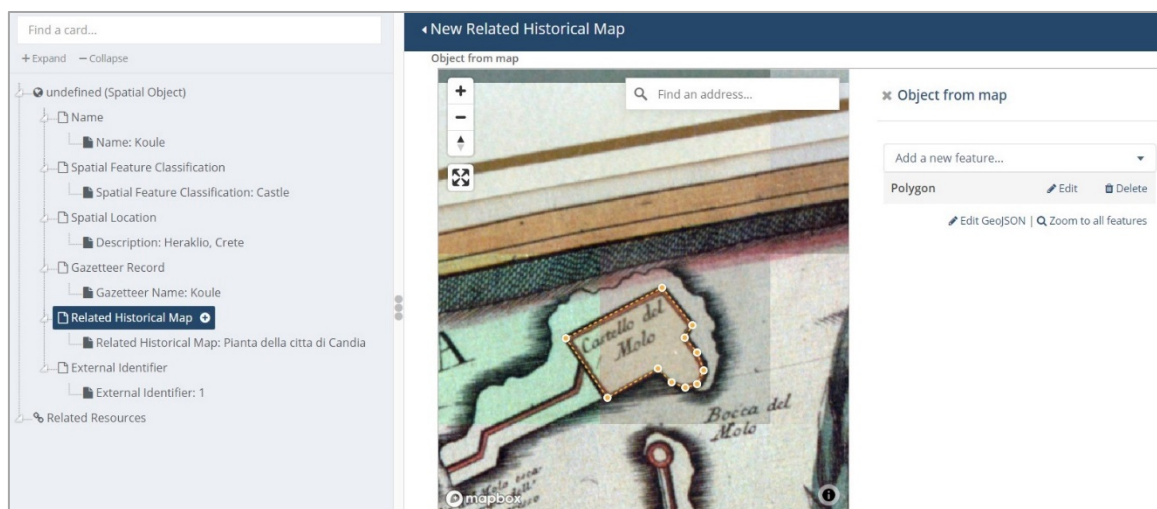 Find a card...
+ Expand − Collapse
undefined (Spatial Object)
Name
Name: Koule
Spatial Feature Classification
Spatial Feature Classification: Castle
Spatial Location
Description: Heraklio, Crete
Gazetteer Record
Gazetteer Name: Koule
Related Historical Map
Related Historical Map: Pianta della citta di Candia
External Identifier
External Identifier: 1
Related Resources
New Related Historical Map
Object from map
Find an address...
Castello del
Molo
A
Bocca del
Molo
mapbox
Object from map
Add a new feature...
Polygon Edit Delete
Edit GeoJSON | Zoom to all features